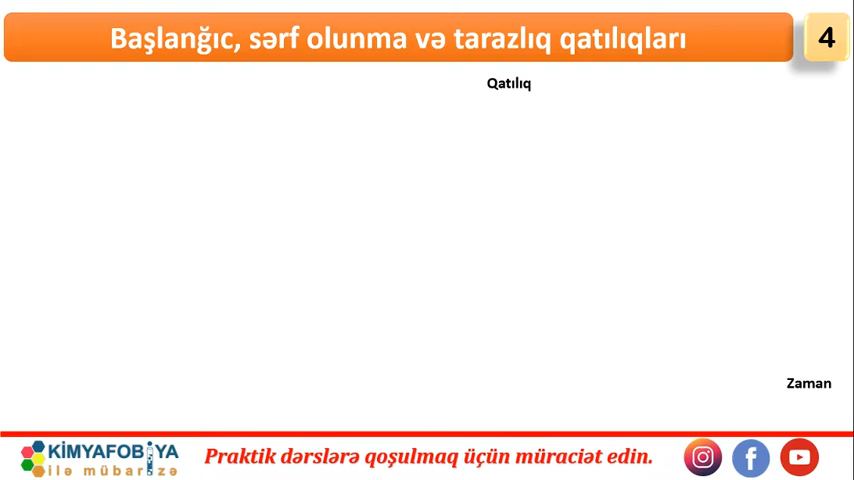 Başlanğıc, sərf olunma və tarazlıq qatılıqları
4
Qatılıq
Zaman
KİMYAFOBİYA
ilə mübarizə
Praktik dərslərə qoşulmaq üçün müraciət edin.